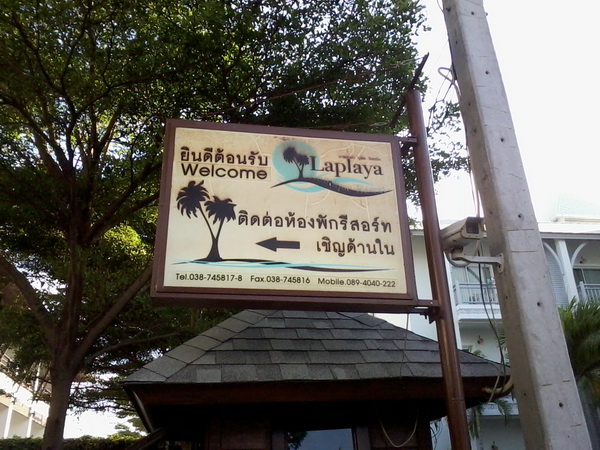 ยินดีต้อนรับ
Welcome
LapTaya
ติดต่อห้องพักรีสอร์ท
เชิญด้านใน
Tel.038-745817-8 Fax.038-745816 Mobile.089-4040-222